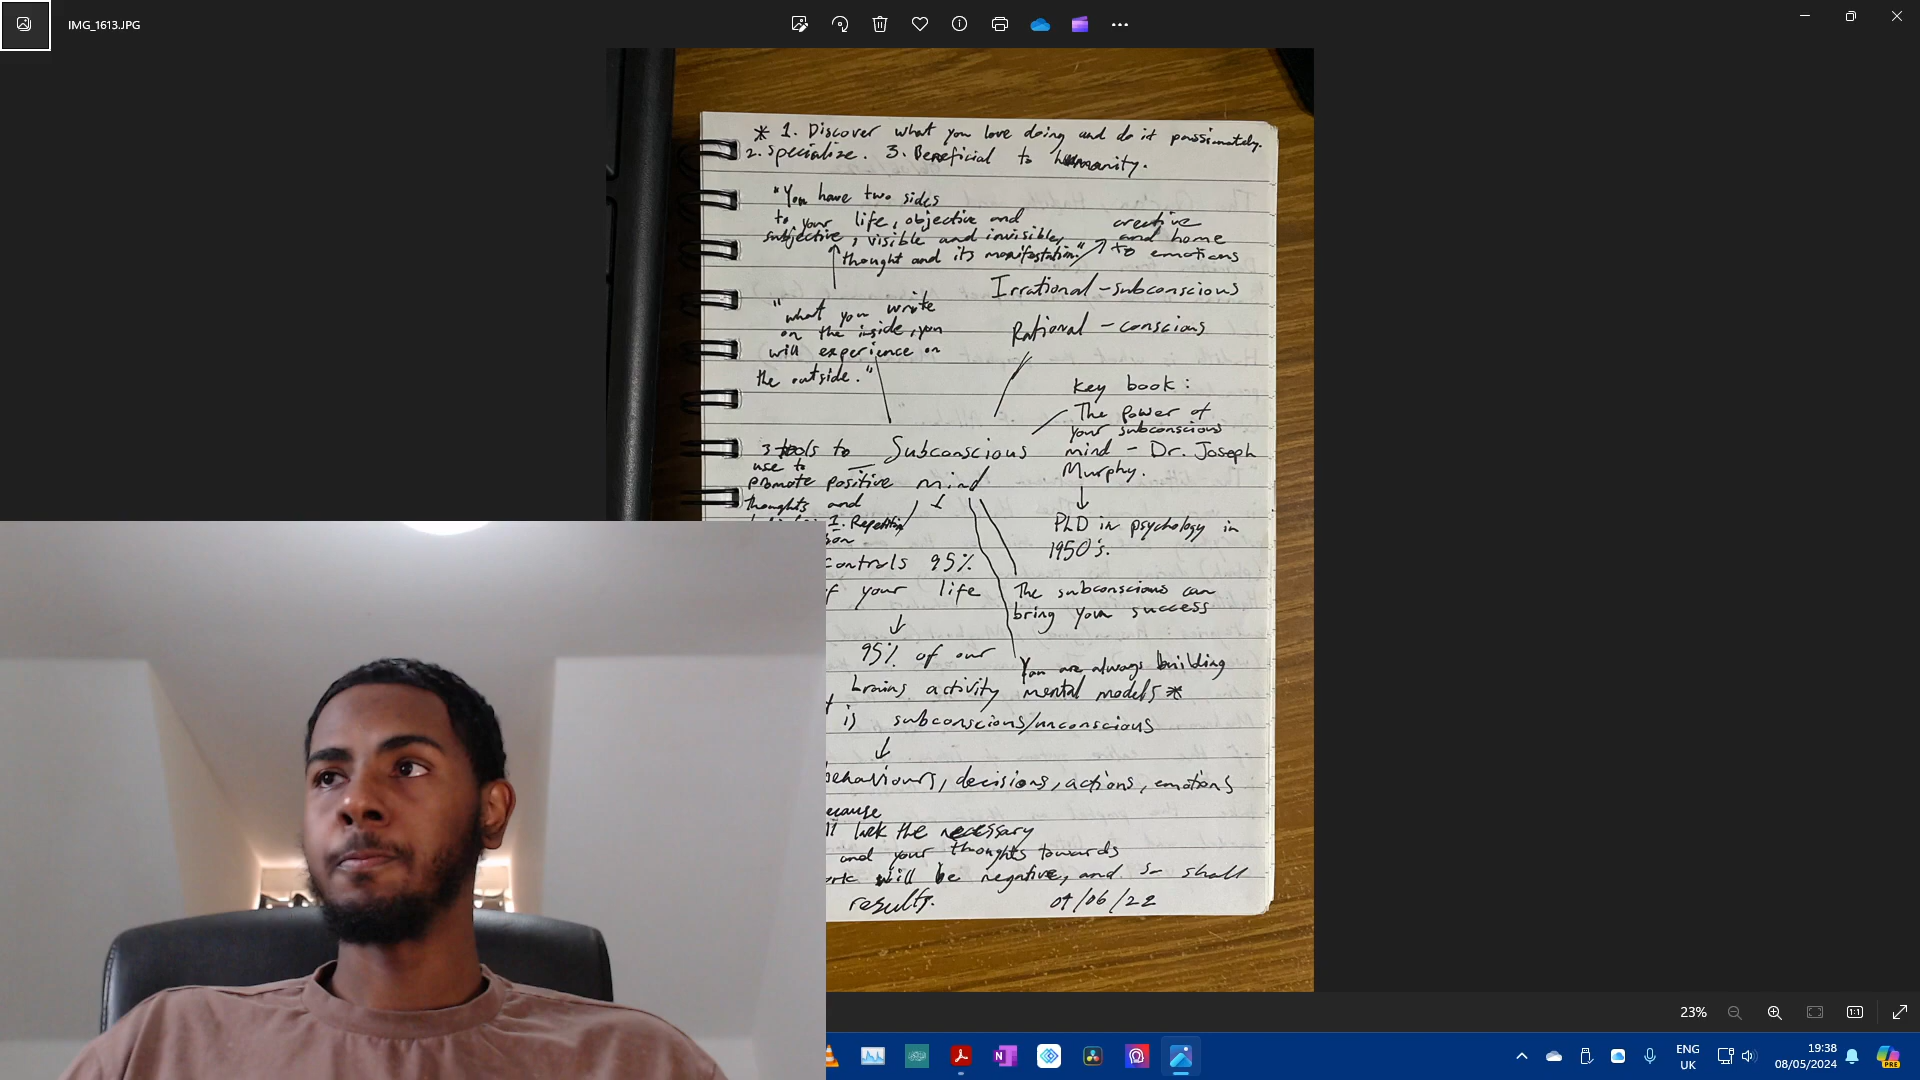 IMG_1613.JPG
* 1. Discover what you love doing and do it passionately.
2. Specialize. 3. Beneficial to humanity.
"You have two sides
to your life, objective and
subjective, visible and invisible,
thought and its manifestation."
creative
and home
to emotions
Irrational - subconscious
Rational - conscious
"what you write
on the inside, you
will experience on
the outside."
Key book:
The power of
your subconscious
mind - Dr. Joseph
Murphy.
PhD in psychology in
1950's.
Subconscious
mind
3 tools to
use to
promote positive
thoughts and
1. Repetition
controls 95%
your life
95% of our
brains activity
is subconscious/unconscious
behaviours, decisions, actions, emotions
The subconscious can
bring you success
You are always building
mental models *
lack the necessary
and your thoughts towards
will be negative, and so shall
results.
23%
ENG
UK
19:38
08/05/2024
PRE